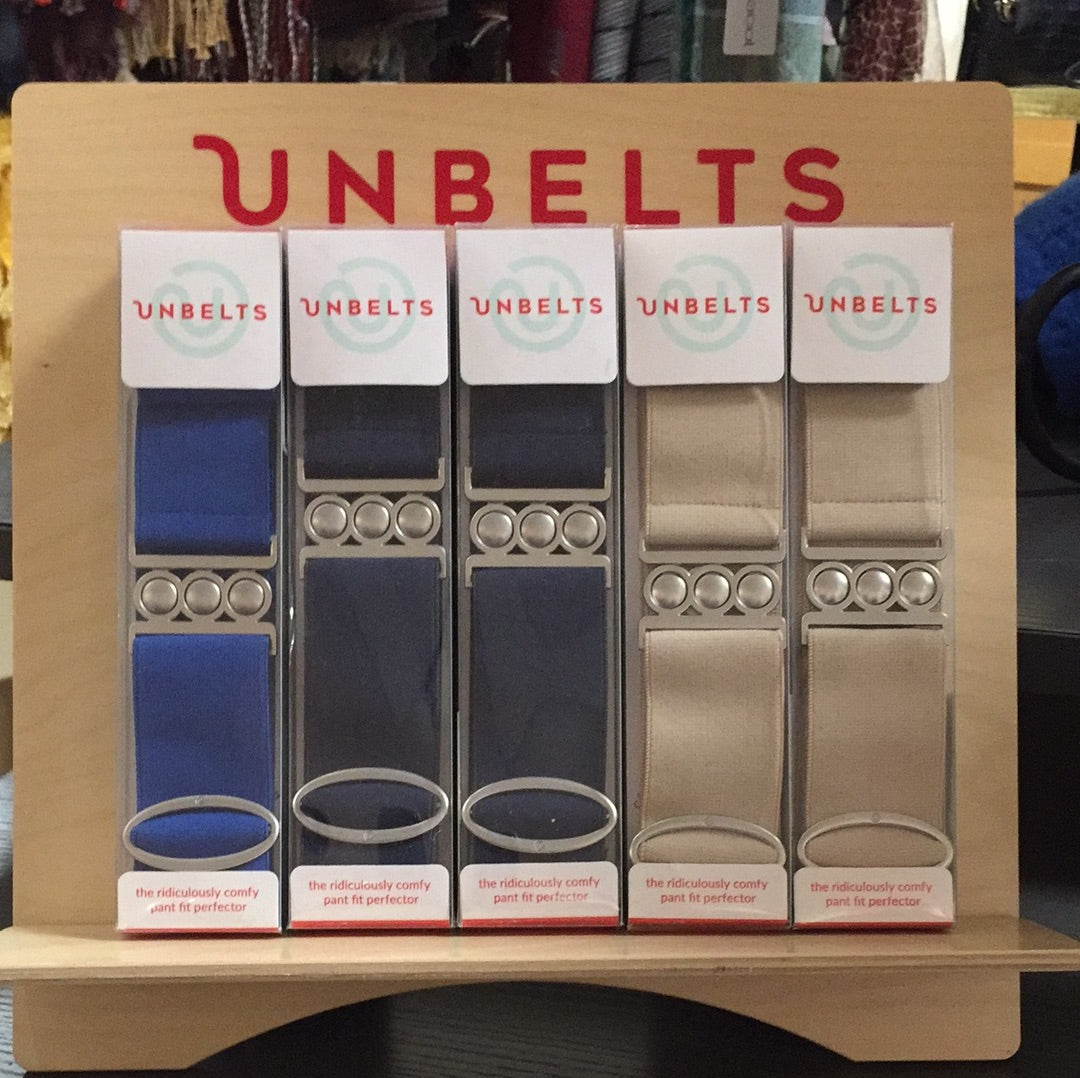 UNBELTS
UNBELTS
UNBELTS
UNBELTS
UNBELTS
UNBELTS
the ridiculously comfy
pant fit perfector
the ridiculously comfy
pant fit perfector
the ridiculously comfy
pant fit perfector
the ridiculously comfy
pant fit perfector
the ridiculously comfy
pant fit perfector